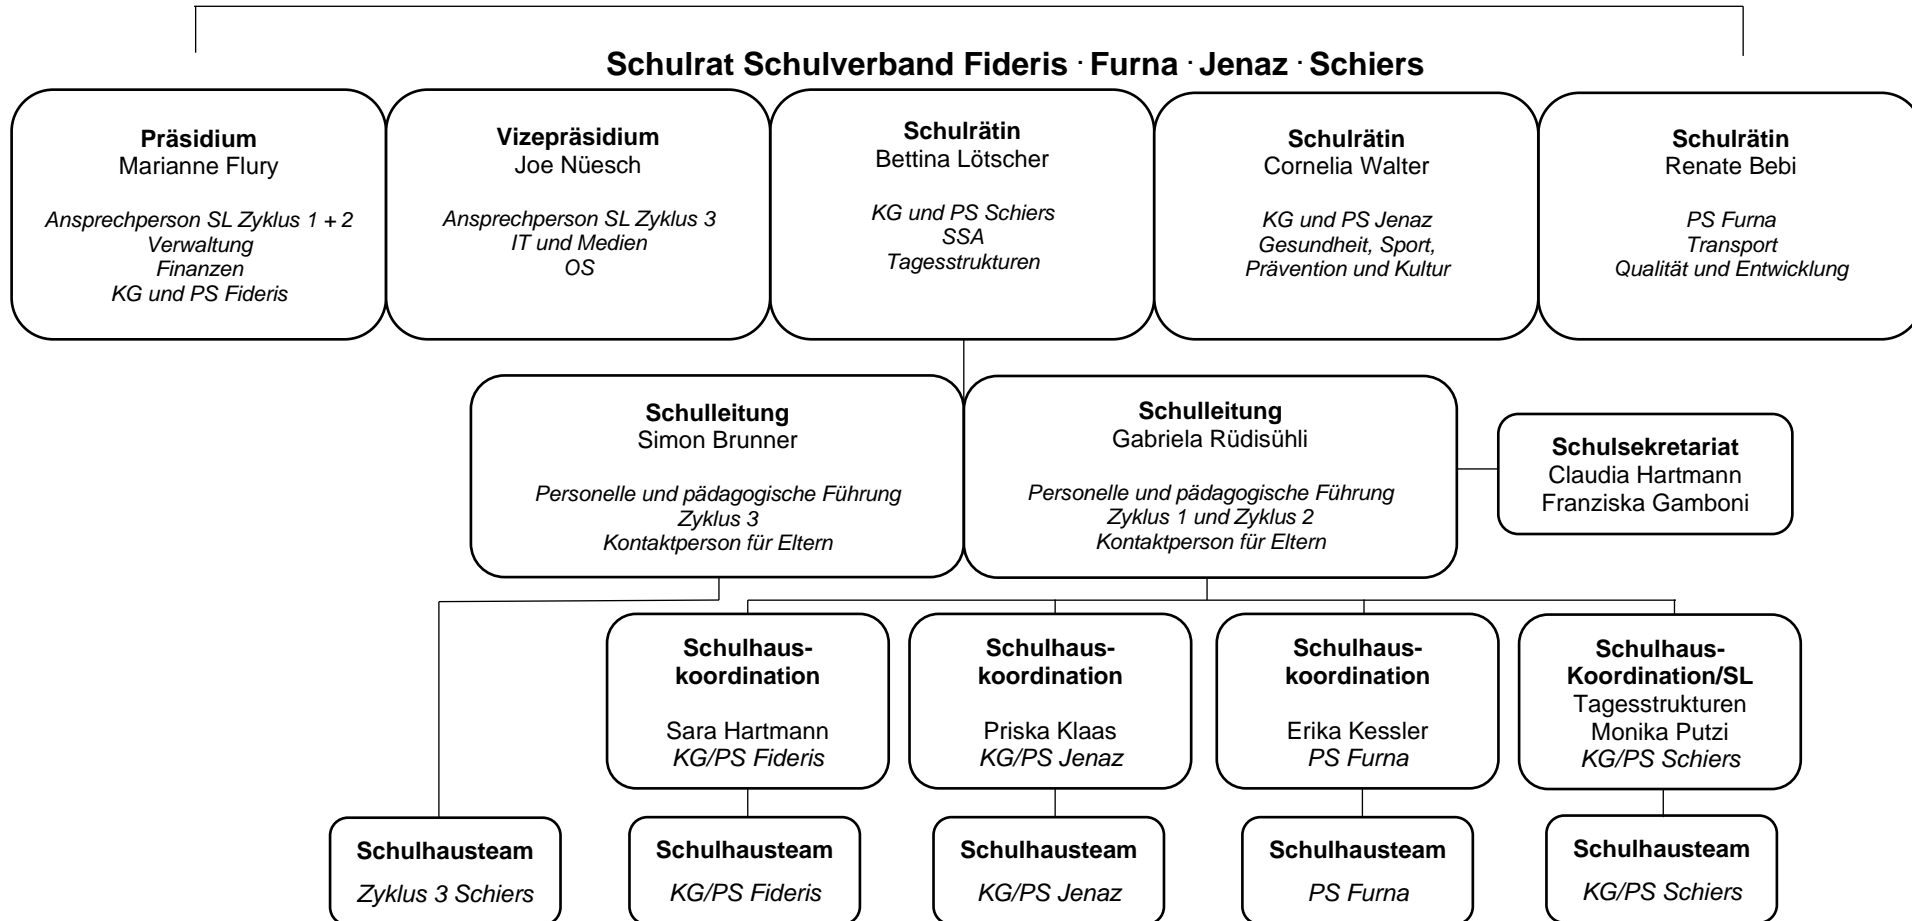 Schulrat Schulverband Fideris · Furna · Jenaz · Schiers
Präsidium
Marianne Flury
Ansprechperson SL Zyklus 1 + 2
Verwaltung
Finanzen
KG und PS Fideris
Vizepräsidium
Joe Nüesch
Ansprechperson SL Zyklus 3
IT und Medien
OS
Schulrätin
Bettina Lötscher
KG und PS Schiers
SSA
Tagesstrukturen
Schulrätin
Cornelia Walter
KG und PS Jenaz
Gesundheit, Sport,
Prävention und Kultur
Schulrätin
Renate Bebi
PS Furna
Transport
Qualität und Entwicklung
Schulleitung
Simon Brunner
Personelle und pädagogische Führung
Zyklus 3
Kontaktperson für Eltern
Schulleitung
Gabriela Rüdisühli
Personelle und pädagogische Führung
Zyklus 1 und Zyklus 2
Kontaktperson für Eltern
Schulsekretariat
Claudia Hartmann
Franziska Gamboni
Schulhaus-
koordination
Sara Hartmann
KG/PS Fideris
Schulhaus-
koordination
Priska Klaas
KG/PS Jenaz
Schulhaus-
koordination
Erika Kessler
PS Furna
Schulhaus-
Koordination/SL
Tagesstrukturen
Monika Putzi
KG/PS Schiers
Schulhausteam
Zyklus 3 Schiers
Schulhausteam
KG/PS Fideris
Schulhausteam
KG/PS Jenaz
Schulhausteam
PS Furna
Schulhausteam
KG/PS Schiers